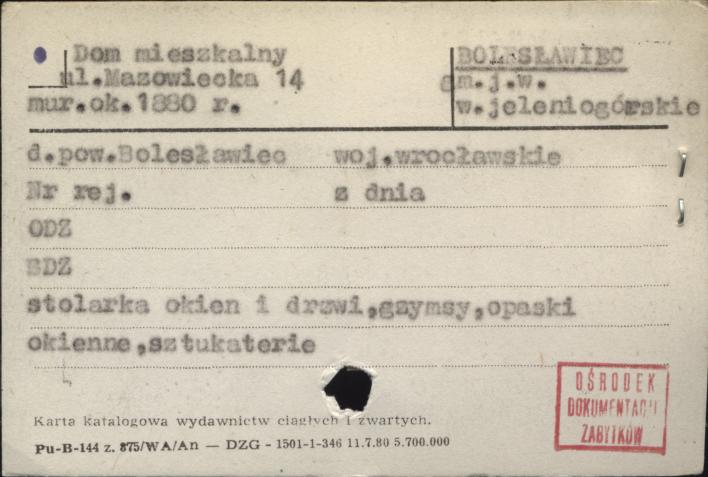 Dom mieszkalny
ul.Mazowiecka 14
mur.ok.1880 r.
BOLESŁAWIEC
gm.j.w.
w.jeleniogórskie
d.pow.Bolesławiec woj.wrocławskie
Nr rej. z dnia
ODZ
SDZ
stolarka okien i drzwi,gzymsy,opaski
okienne,sztukaterie
OŚRODEK
DOKUMENTACJI
ZABYTKÓW
Karta katalogowa wydawnictw ciągłych i zwartych.
Pu-B-144 z. 875/WA/An — DZG - 1501-1-346 11.7.80 5.700.000